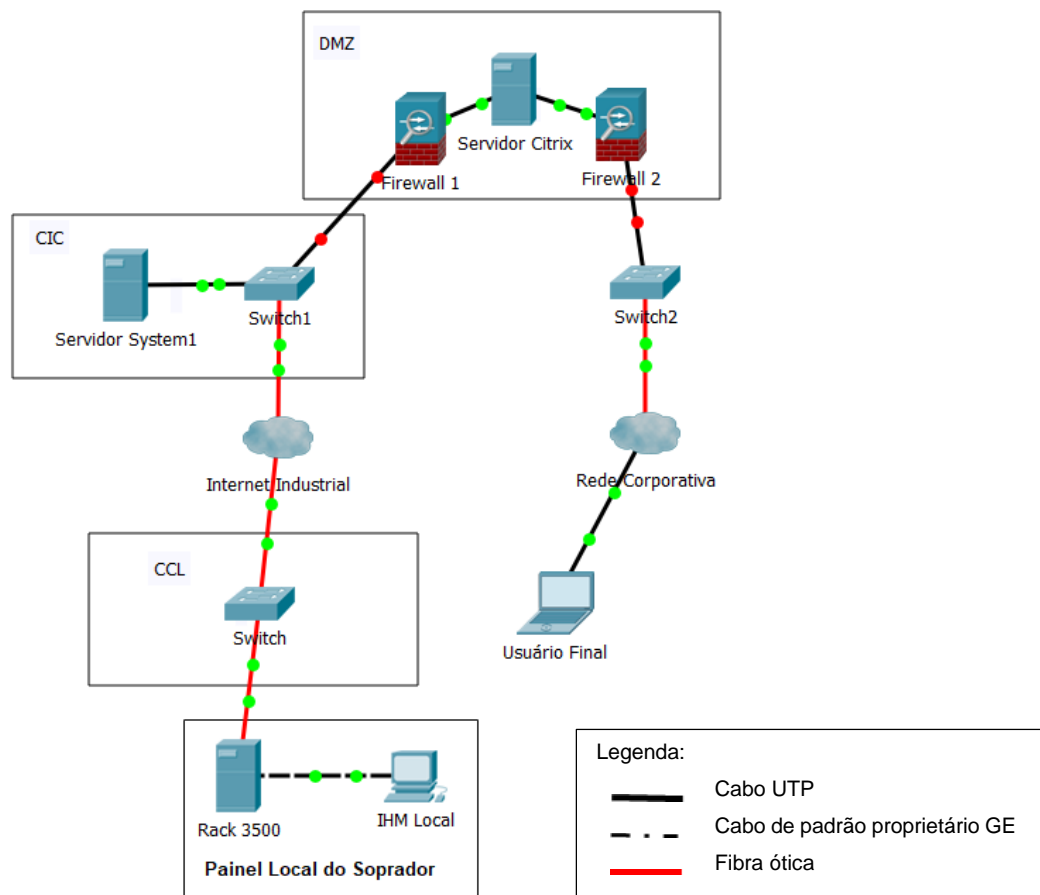 DMZ
Servidor Citrix
Firewall 1
Firewall 2
CIC
Servidor System1
Switch1
Switch2
Internet Industrial
Rede Corporativa
CCL
Switch
Usuário Final
Rack 3500
IHM Local
Painel Local do Soprador
Legenda:
Cabo UTP
Cabo de padrão proprietário GE
Fibra ótica